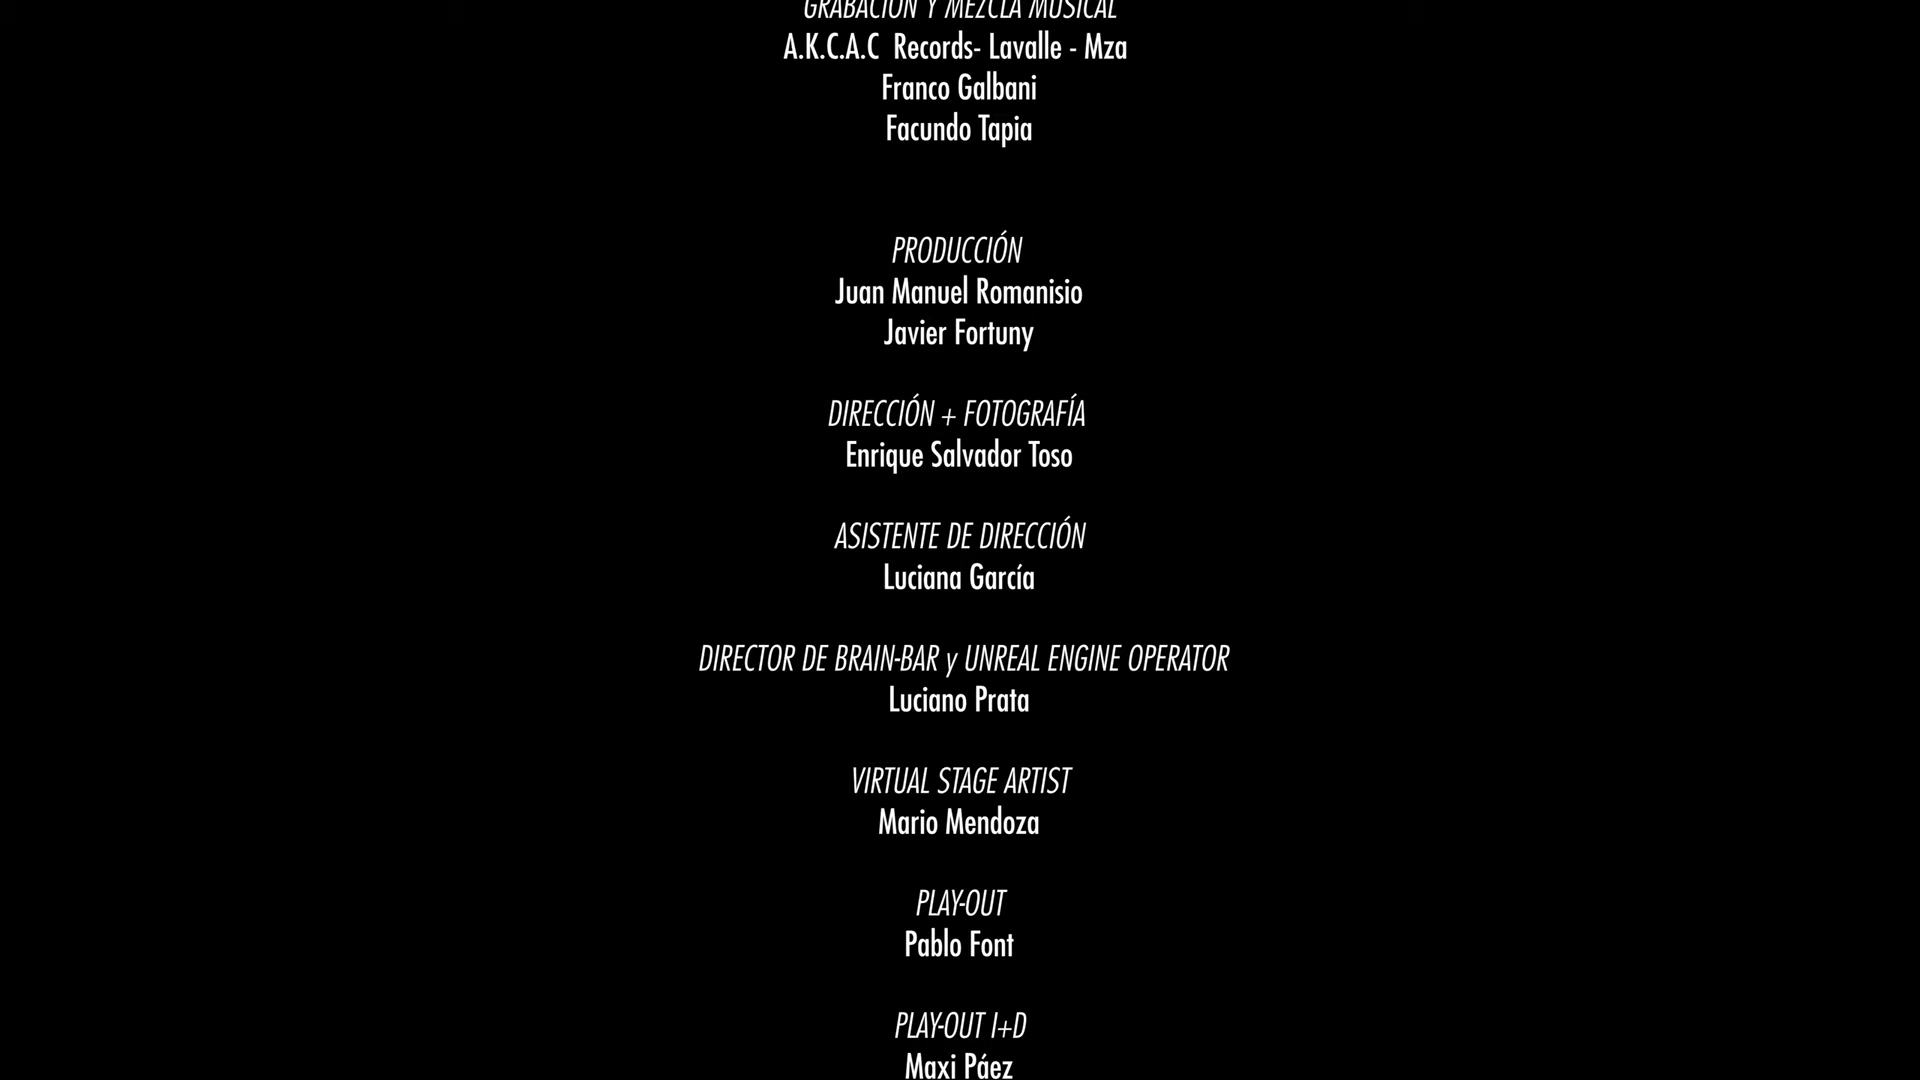 GRABACIÓN Y MEZCLA MUSICAL
A.K.C.A.C Records- Lavalle - Mza
Franco Galbani
Facundo Tapia
PRODUCCIÓN
Juan Manuel Romanisio
Javier Fortuny
DIRECCIÓN + FOTOGRAFÍA
Enrique Salvador Toso
ASISTENTE DE DIRECCIÓN
Luciana García
DIRECTOR DE BRAIN-BAR y UNREAL ENGINE OPERATOR
Luciano Prata
VIRTUAL STAGE ARTIST
Mario Mendoza
PLAY-OUT
Pablo Font
PLAY-OUT I+D
Maxi Páez